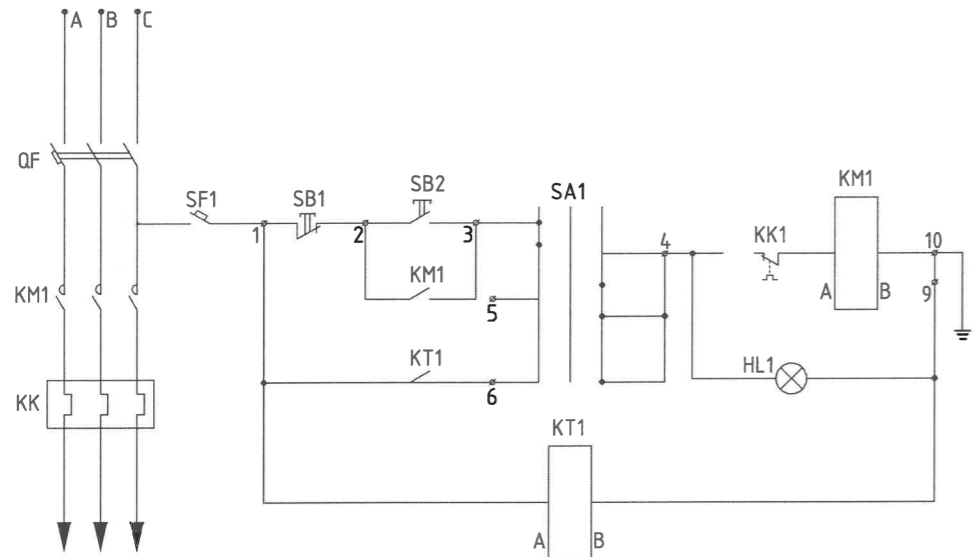 A B C
QF
SF1 SB1 SB2 SA1 KM1
1 2 3 4 KK1 10
KM1 KM1 A B 9
5
KT1 HL1
KK 6
KT1
A B